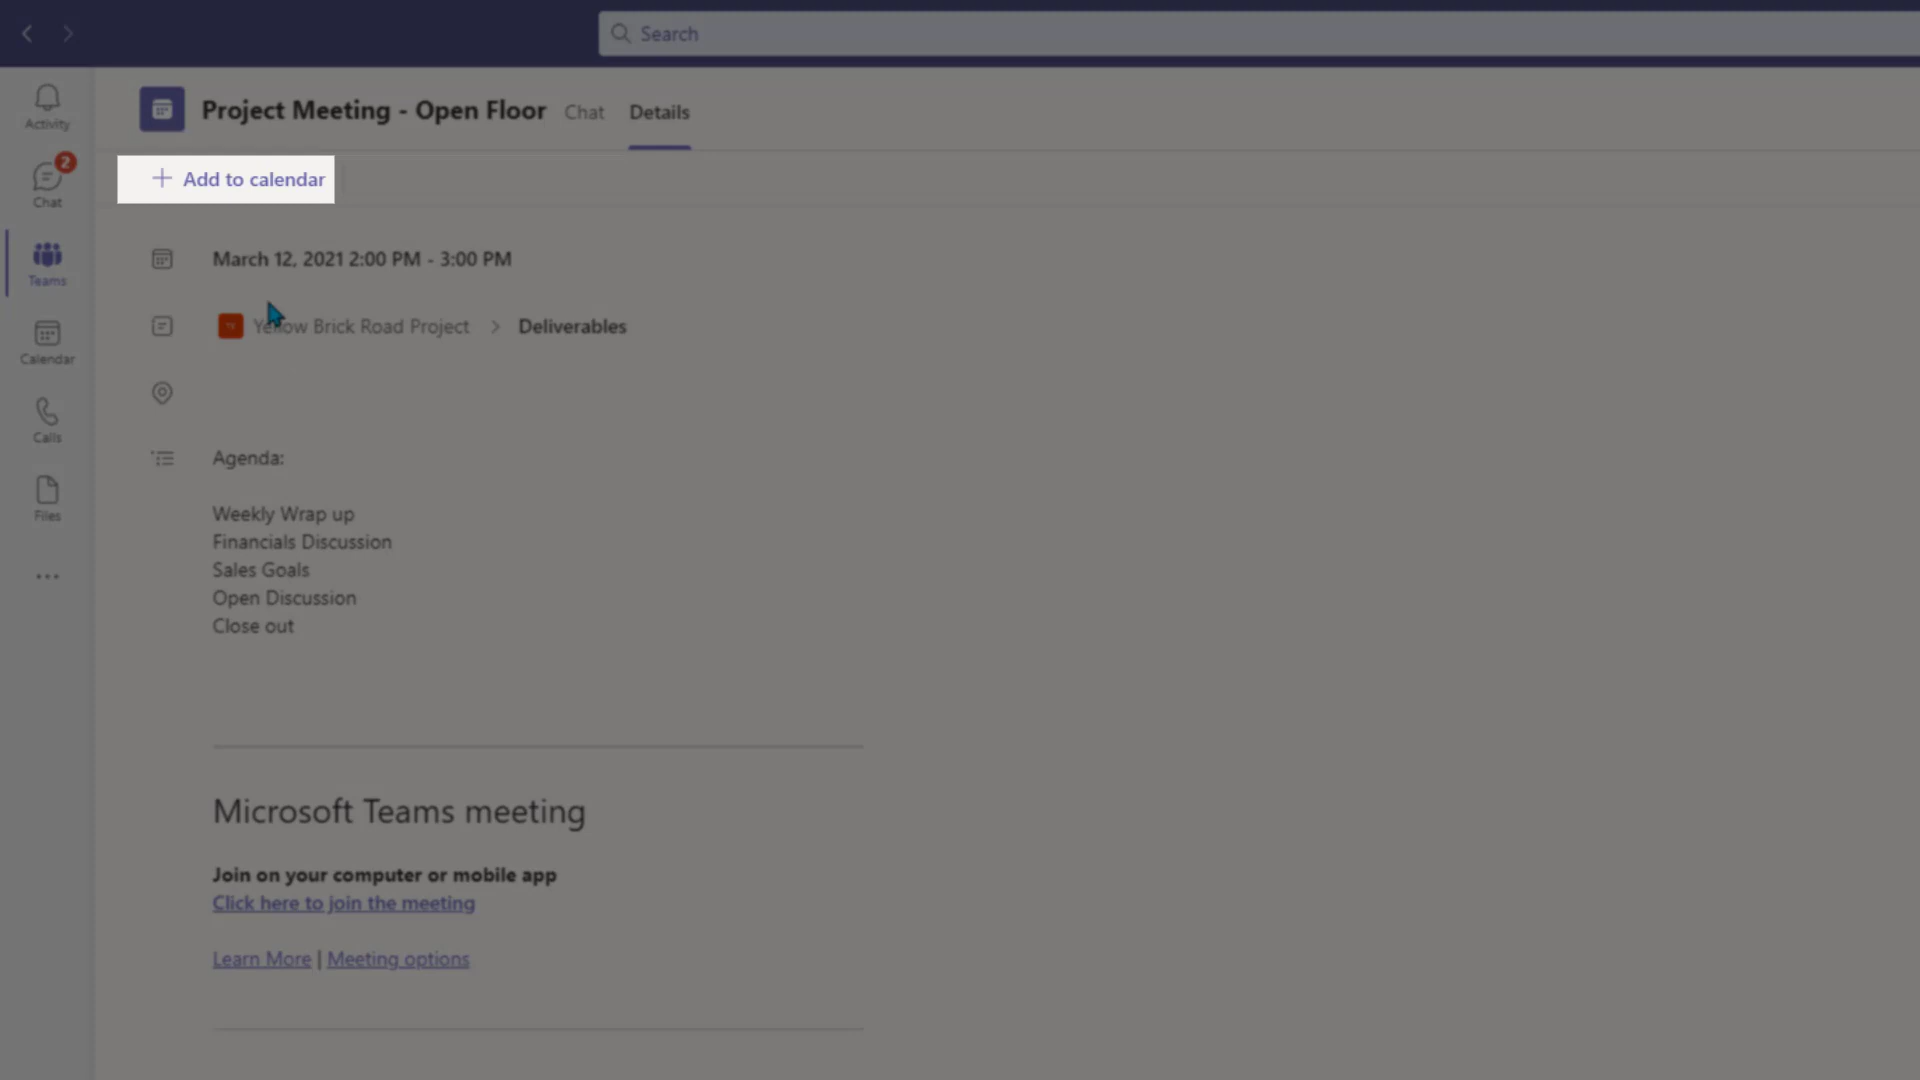 Search
Project Meeting - Open Floor Chat Details
Activity
2
Chat
Teams
Calendar
Calls
Files
Add to calendar
March 12, 2021 2:00 PM - 3:00 PM
Yellow Brick Road Project > Deliverables
Agenda:
Weekly Wrap up
Financials Discussion
Sales Goals
Open Discussion
Close out
Microsoft Teams meeting
Join on your computer or mobile app
Click here to join the meeting
Learn More | Meeting options